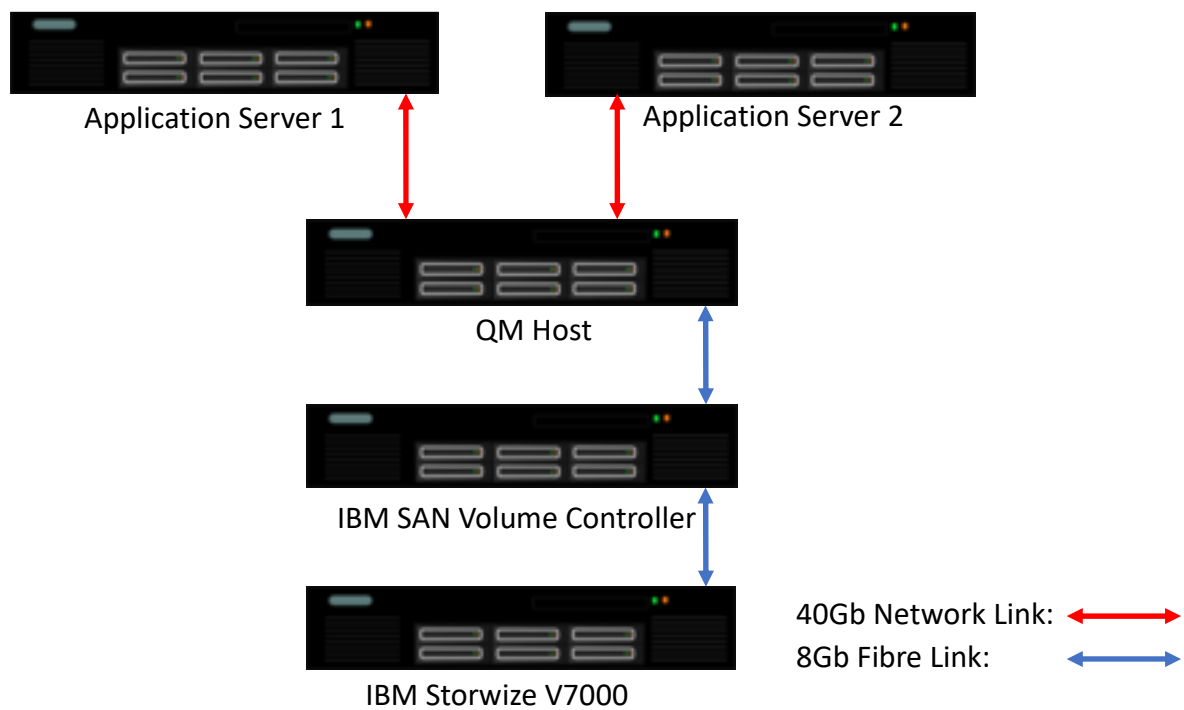 Application Server 1
Application Server 2
QM Host
IBM SAN Volume Controller
IBM Storwize V7000
40Gb Network Link:
8Gb Fibre Link: